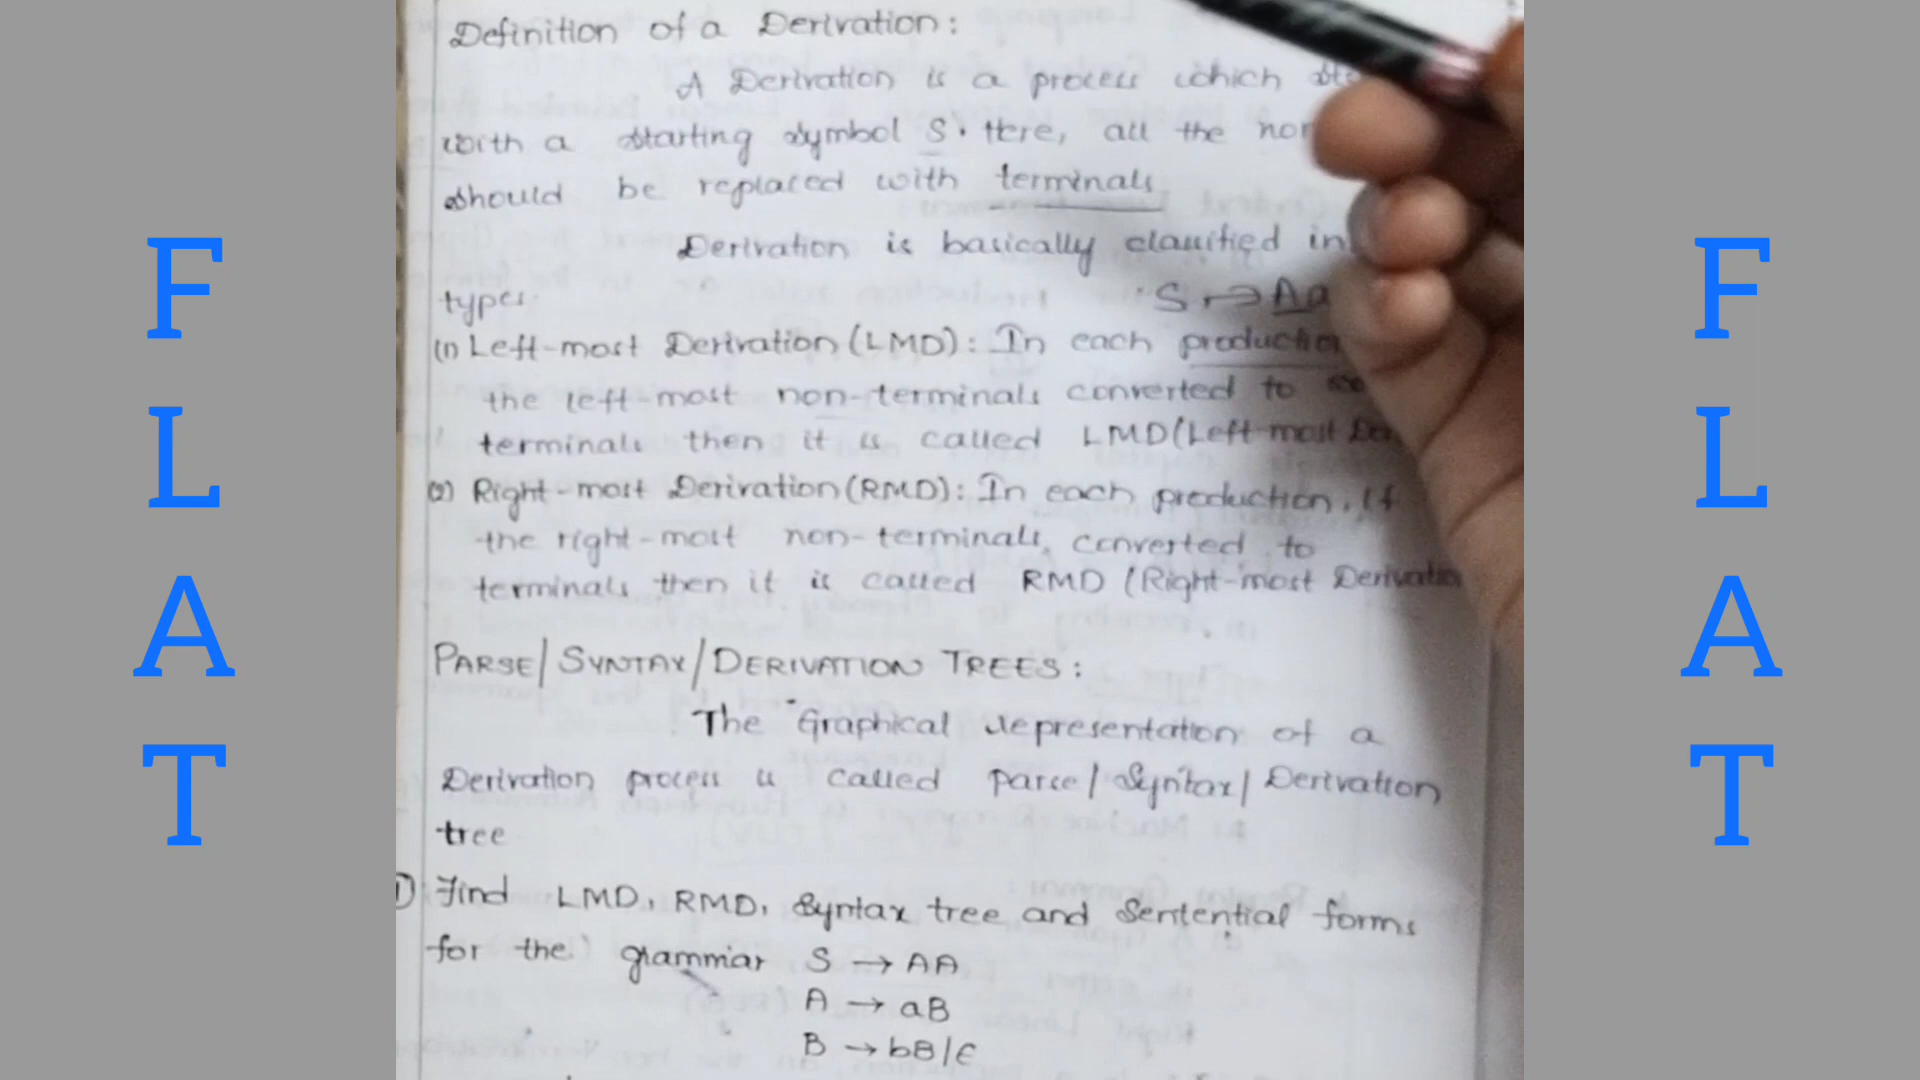 F
L
A
T
Definition of a Derivation:
A Derivation is a process which
with a starting symbol S. Here, all the
should be replaced with terminals
Derivation is basically classified
types.
S → Aa
(1) Left-most Derivation (LMD): In each production
the left-most non-terminals converted to
terminals then it is called LMD (Left-most
(2) Right-most Derivation (RMD): In each production, if
the right-most non-terminals, converted to
terminals then it is called RMD (Right-most Derivation
PARSE/SYNTAX/DERIVATION TREES:
The Graphical representation of a
Derivation process is called parse/Syntax/Derivation
tree
1) Find LMD, RMD, Syntax tree and Sentential forms
for the grammar S → AA
A → aB
B → bB/ε
F
L
A
T